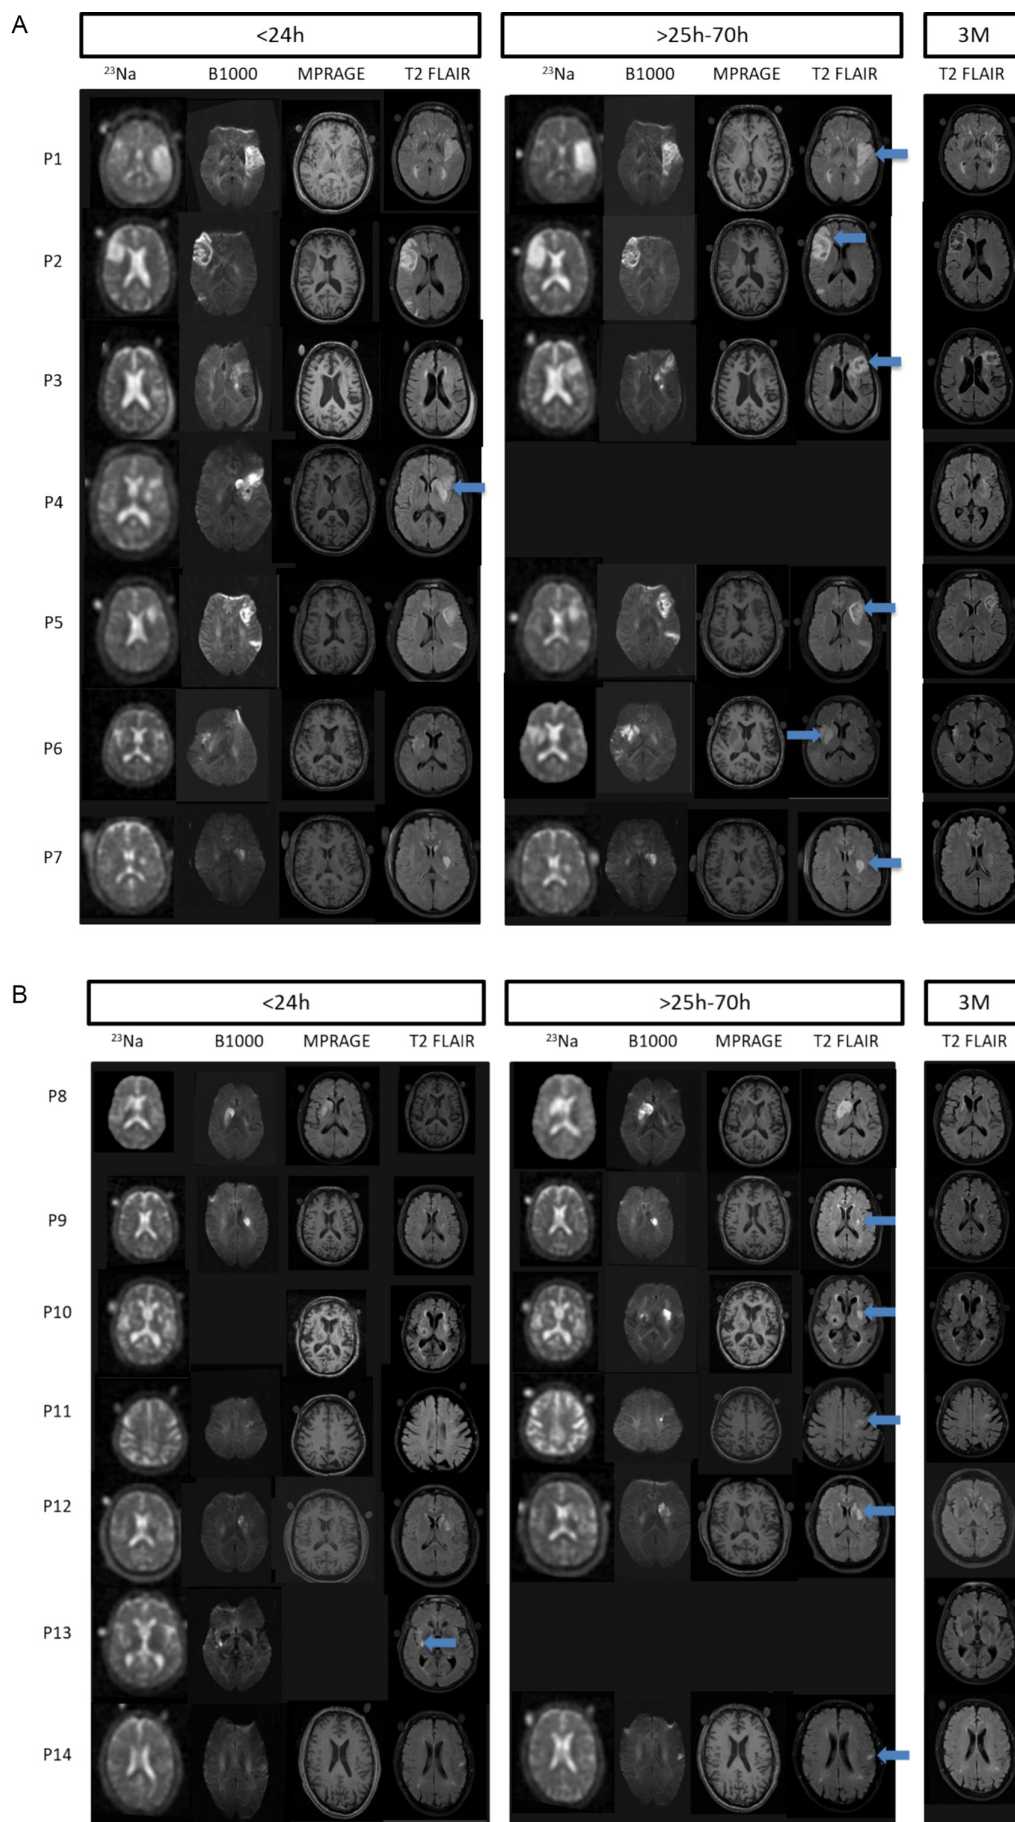 A
<24h >25h-70h 3M
²³Na B1000 MPRAGE T2 FLAIR ²³Na B1000 MPRAGE T2 FLAIR T2 FLAIR
P1
P2
P3
P4
P5
P6
P7
B
<24h >25h-70h 3M
²³Na B1000 MPRAGE T2 FLAIR ²³Na B1000 MPRAGE T2 FLAIR T2 FLAIR
P8
P9
P10
P11
P12
P13
P14